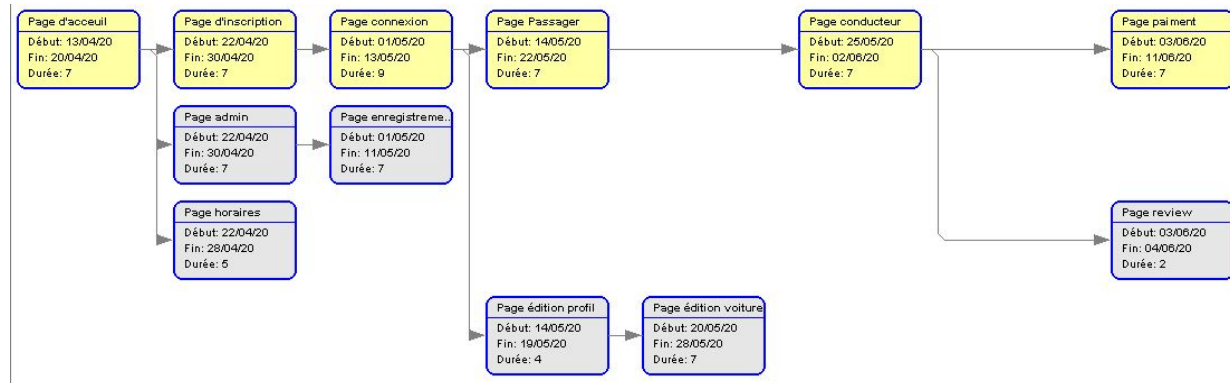 Page d'acceuil
Début: 13/04/20
Fin: 20/04/20
Durée: 7
Page d'inscription
Début: 22/04/20
Fin: 30/04/20
Durée: 7
Page connexion
Début: 01/05/20
Fin: 13/05/20
Durée: 9
Page Passager
Début: 14/05/20
Fin: 22/05/20
Durée: 7
Page conducteur
Début: 25/05/20
Fin: 02/06/20
Durée: 7
Page paiment
Début: 03/06/20
Fin: 11/06/20
Durée: 7
Page admin
Début: 22/04/20
Fin: 30/04/20
Durée: 7
Page enregistreme..
Début: 01/05/20
Fin: 11/05/20
Durée: 7
Page horaires
Début: 22/04/20
Fin: 28/04/20
Durée: 5
Page review
Début: 03/06/20
Fin: 04/06/20
Durée: 2
Page édition profil
Début: 14/05/20
Fin: 19/05/20
Durée: 4
Page édition voiture
Début: 20/05/20
Fin: 28/05/20
Durée: 7